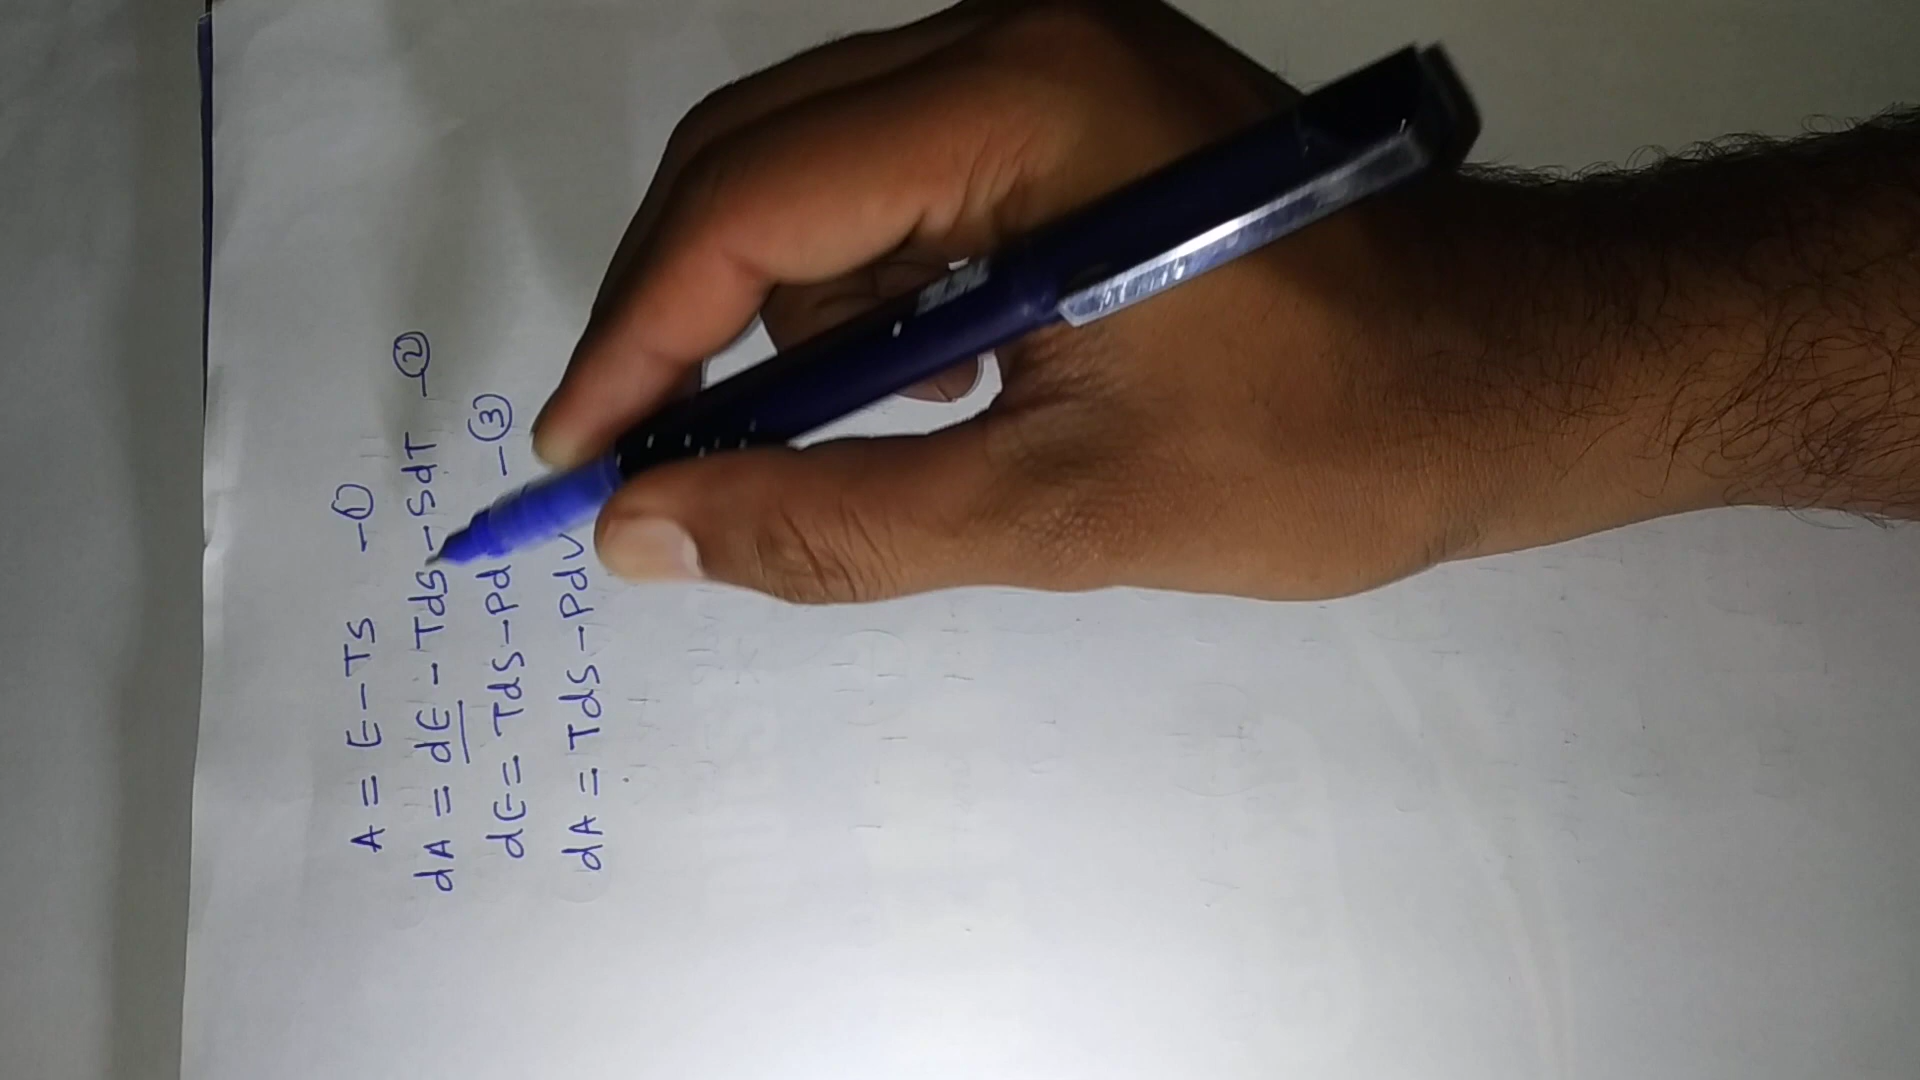 A = E - TS - ①
dA = dE - Tds - SdT - ②
dE = Tds - Pd - ③
dA = Tds - Pdv